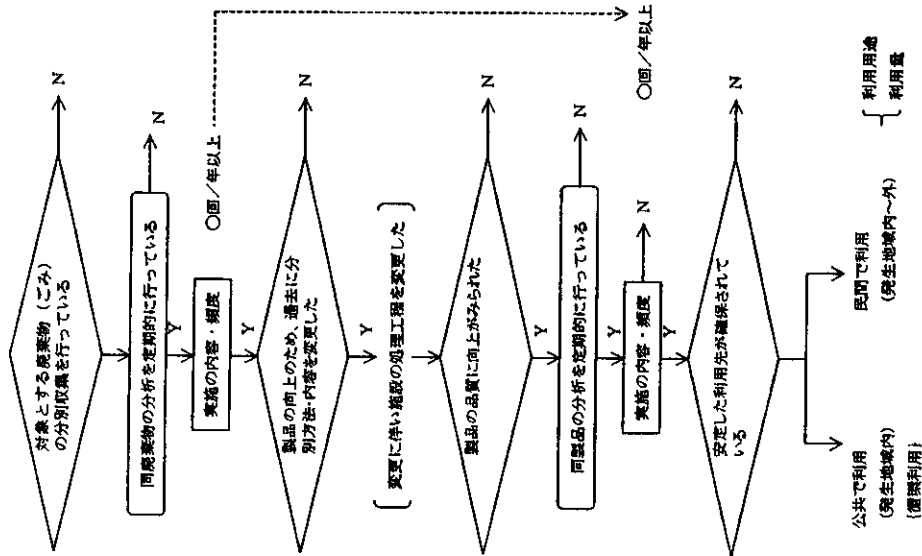 対象とする廃棄物(ごみ)
の分別収集を行っている
N
同廃棄物の分析を定期的に行っている
N
Y
実施の内容・頻度
○回/年以上
Y
製品の向上のため、過去に分
別方法・内容を変更した
N
Y
変更に伴い施設の処理工程を変更した
製品の品質に向上がみられた
N
Y
同製品の分析を定期的に行っている
N
Y
実施の内容・頻度
N
○回/年以上
Y
安定した利用先が確保されて
いる
N
公共で利用
(発生地域内)
{循環利用}
民間で利用
(発生地域内~外)
利用用途
利用量